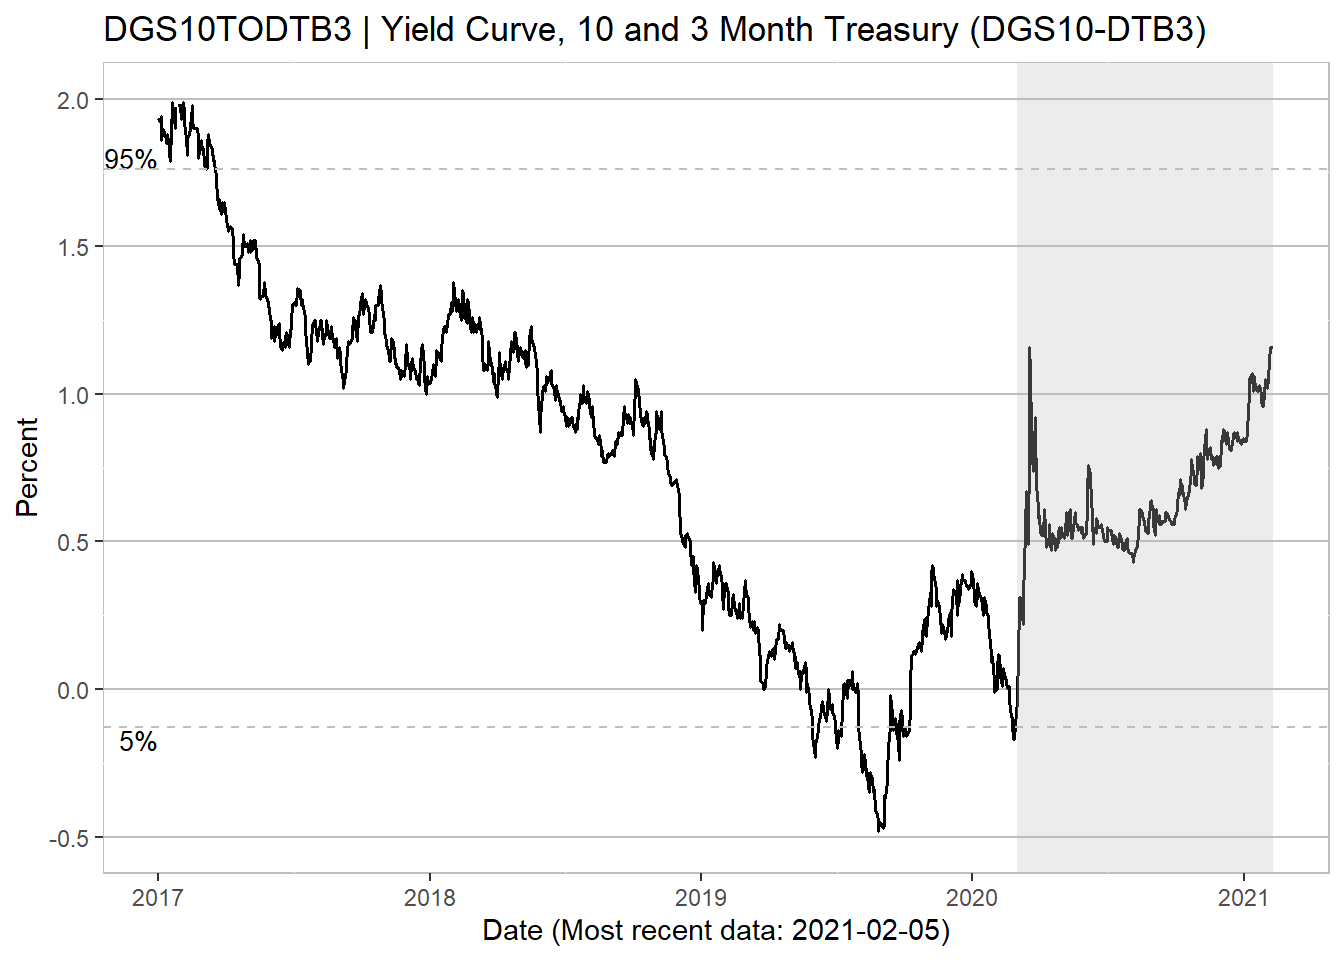 DGS10TODTB3 | Yield Curve, 10 and 3 Month Treasury (DGS10-DTB3)
2.0
95%
1.5
1.0
Percent
0.5
0.0
5%
-0.5
2017 2018 2019 2020 2021
Date (Most recent data: 2021-02-05)